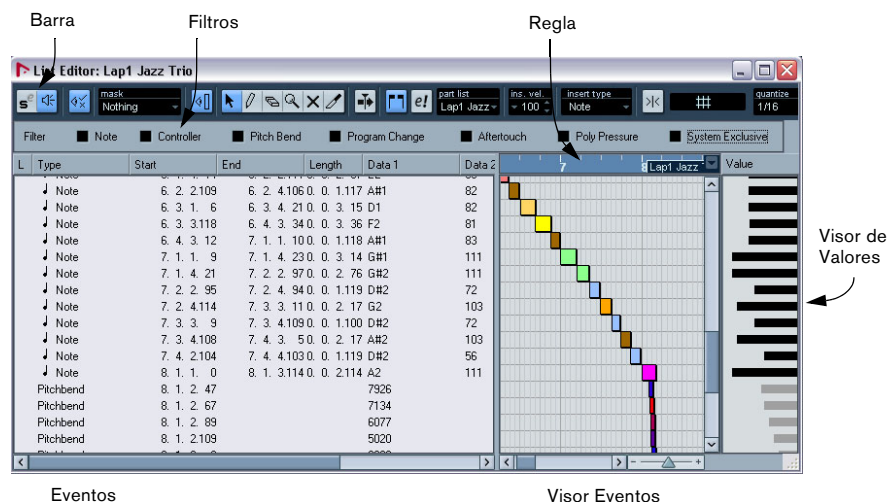 Barra Filtros Regla
List Editor: Lap1 Jazz Trio
mask
Nothing
part list
Lap1 Jazz
ins. vel.
100
insert type
Note
quantize
1/16
Filter Note Controller Pitch Bend Program Change Aftertouch Poly Pressure System Exclusive
L Type Start End Length Data 1 Data 2 7 8 Lap1 Jazz Value
Note 6. 2. 2.109 6. 2. 4.106 0. 0. 1.117 A#1 82
Note 6. 3. 1. 6 6. 3. 4. 21 0. 0. 3. 15 D1 82
Note 6. 3. 3.118 6. 4. 3. 34 0. 0. 3. 36 F2 81
Note 6. 4. 3. 12 7. 1. 1. 10 0. 0. 1.118 A#1 83
Note 7. 1. 1. 9 7. 1. 4. 23 0. 0. 3. 14 G#1 111
Note 7. 1. 4. 21 7. 2. 2. 97 0. 0. 2. 76 G#2 111
Note 7. 2. 2. 95 7. 2. 4. 94 0. 0. 1.119 D#2 72
Note 7. 2. 4.114 7. 3. 3. 11 0. 0. 2. 17 G2 103
Note 7. 3. 3. 9 7. 3. 4.109 0. 0. 1.100 D#2 72
Note 7. 3. 4.108 7. 4. 3. 5 0. 0. 2. 17 A#2 103
Note 7. 4. 2.104 7. 4. 4.103 0. 0. 1.119 D#2 56
Note 8. 1. 1. 0 8. 1. 3.114 0. 0. 2.114 A2 111
Pitchbend 8. 1. 2. 47 7926
Pitchbend 8. 1. 2. 67 7134
Pitchbend 8. 1. 2. 89 6077
Pitchbend 8. 1. 2.109 5020
Visor de
Valores
Eventos Visor Eventos